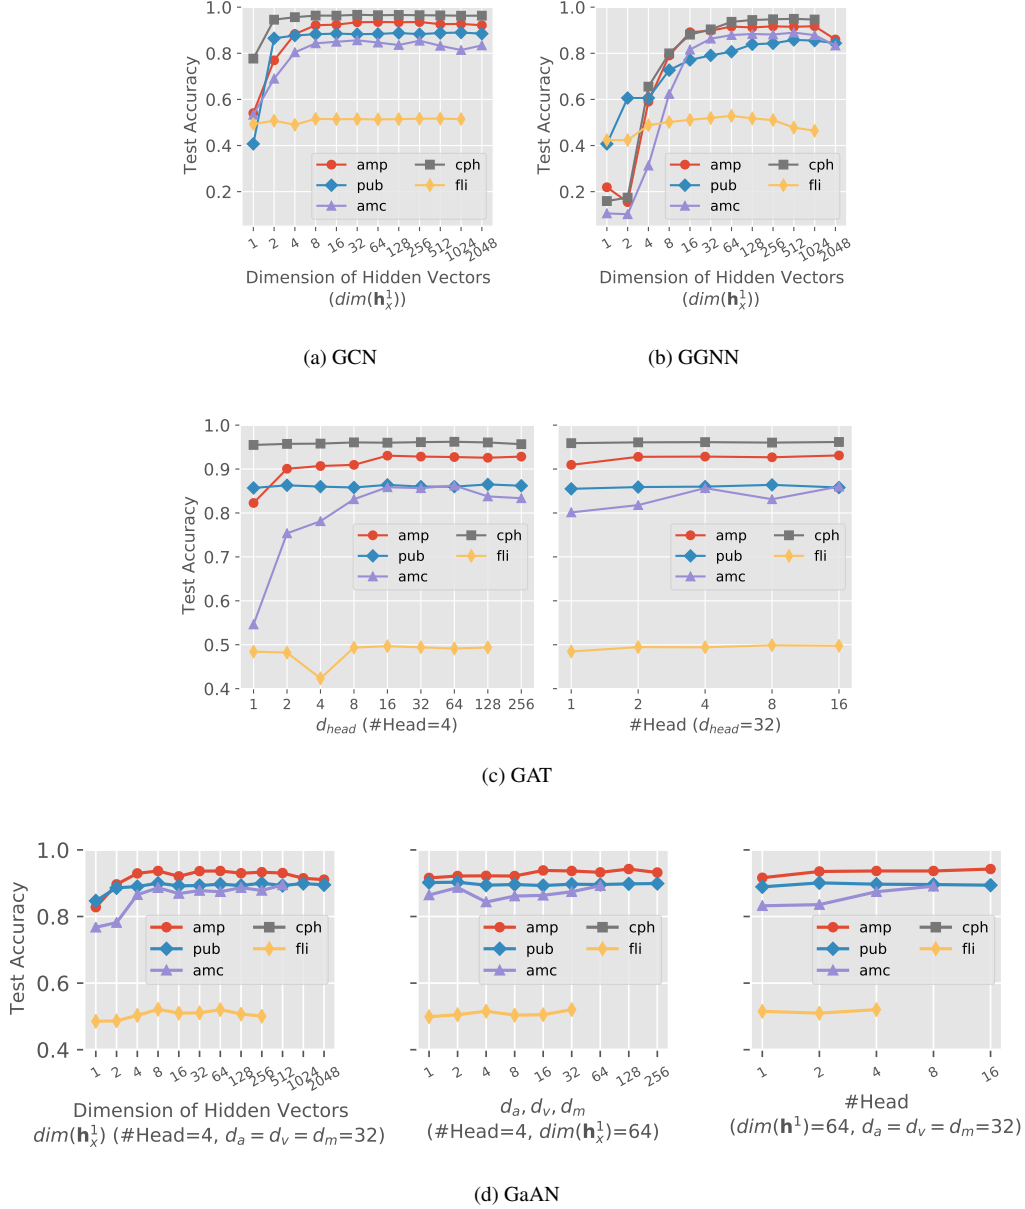 1.0
0.8
0.6
0.4
0.2
Test Accuracy
amp
pub
amc
cph
fli
1 2 4 8 16 32 64 128 256 512 1024 2048
Dimension of Hidden Vectors
(dim(h_x^1))
(a) GCN
1.0
0.8
0.6
0.4
0.2
Test Accuracy
amp
pub
amc
cph
fli
1 2 4 8 16 32 64 128 256 512 1024 2048
Dimension of Hidden Vectors
(dim(h_x^1))
(b) GGNN
1.0
0.9
0.8
0.7
0.6
0.5
0.4
Test Accuracy
amp
pub
amc
cph
fli
1 2 4 8 16 32 64 128 256
d_head (#Head=4)
amp
pub
amc
cph
fli
1 2 4 8 16
#Head (d_head=32)
(c) GAT
1.0
0.8
0.6
0.4
Test Accuracy
amp
pub
amc
cph
fli
1 2 4 8 16 32 64 128 256 512 1024 2048
Dimension of Hidden Vectors
dim(h_x^1) (#Head=4, d_a = d_v = d_m=32)
amp
pub
amc
cph
fli
1 2 4 8 16 32 64 128 256
d_a, d_v, d_m
(#Head=4, dim(h_x^1)=64)
amp
pub
amc
cph
fli
1 2 4 8 16
#Head
(dim(h^1)=64, d_a = d_v = d_m=32)
(d) GaAN